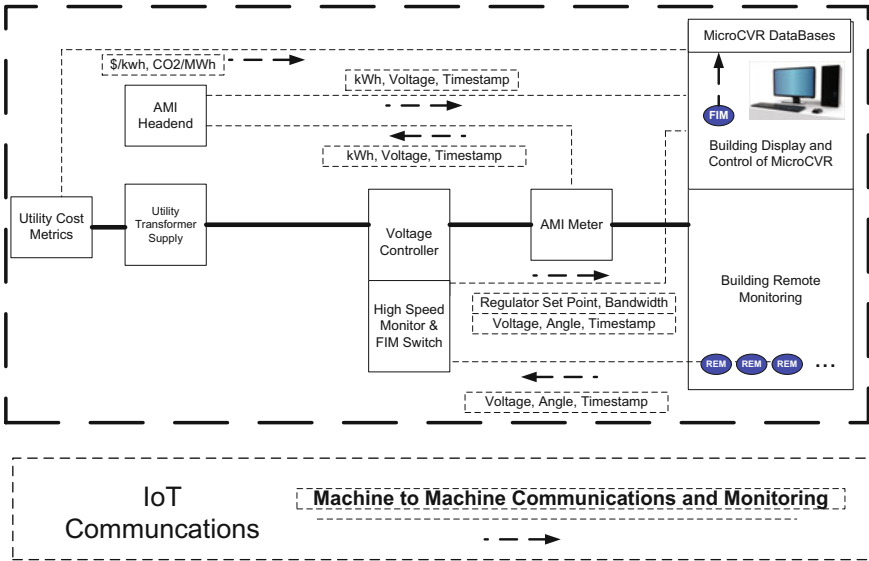 MicroCVR DataBases
$/kwh, CO2/MWh
kWh, Voltage, Timestamp
AMI
Headend
FIM
kWh, Voltage, Timestamp
Building Display and
Control of MicroCVR
Utility Cost
Metrics
Utility
Transformer
Supply
Voltage
Controller
AMI Meter
High Speed
Monitor &
FIM Switch
Regulator Set Point, Bandwidth
Voltage, Angle, Timestamp
Building Remote
Monitoring
REM REM REM ...
Voltage, Angle, Timestamp
IoT
Communcations
Machine to Machine Communications and Monitoring